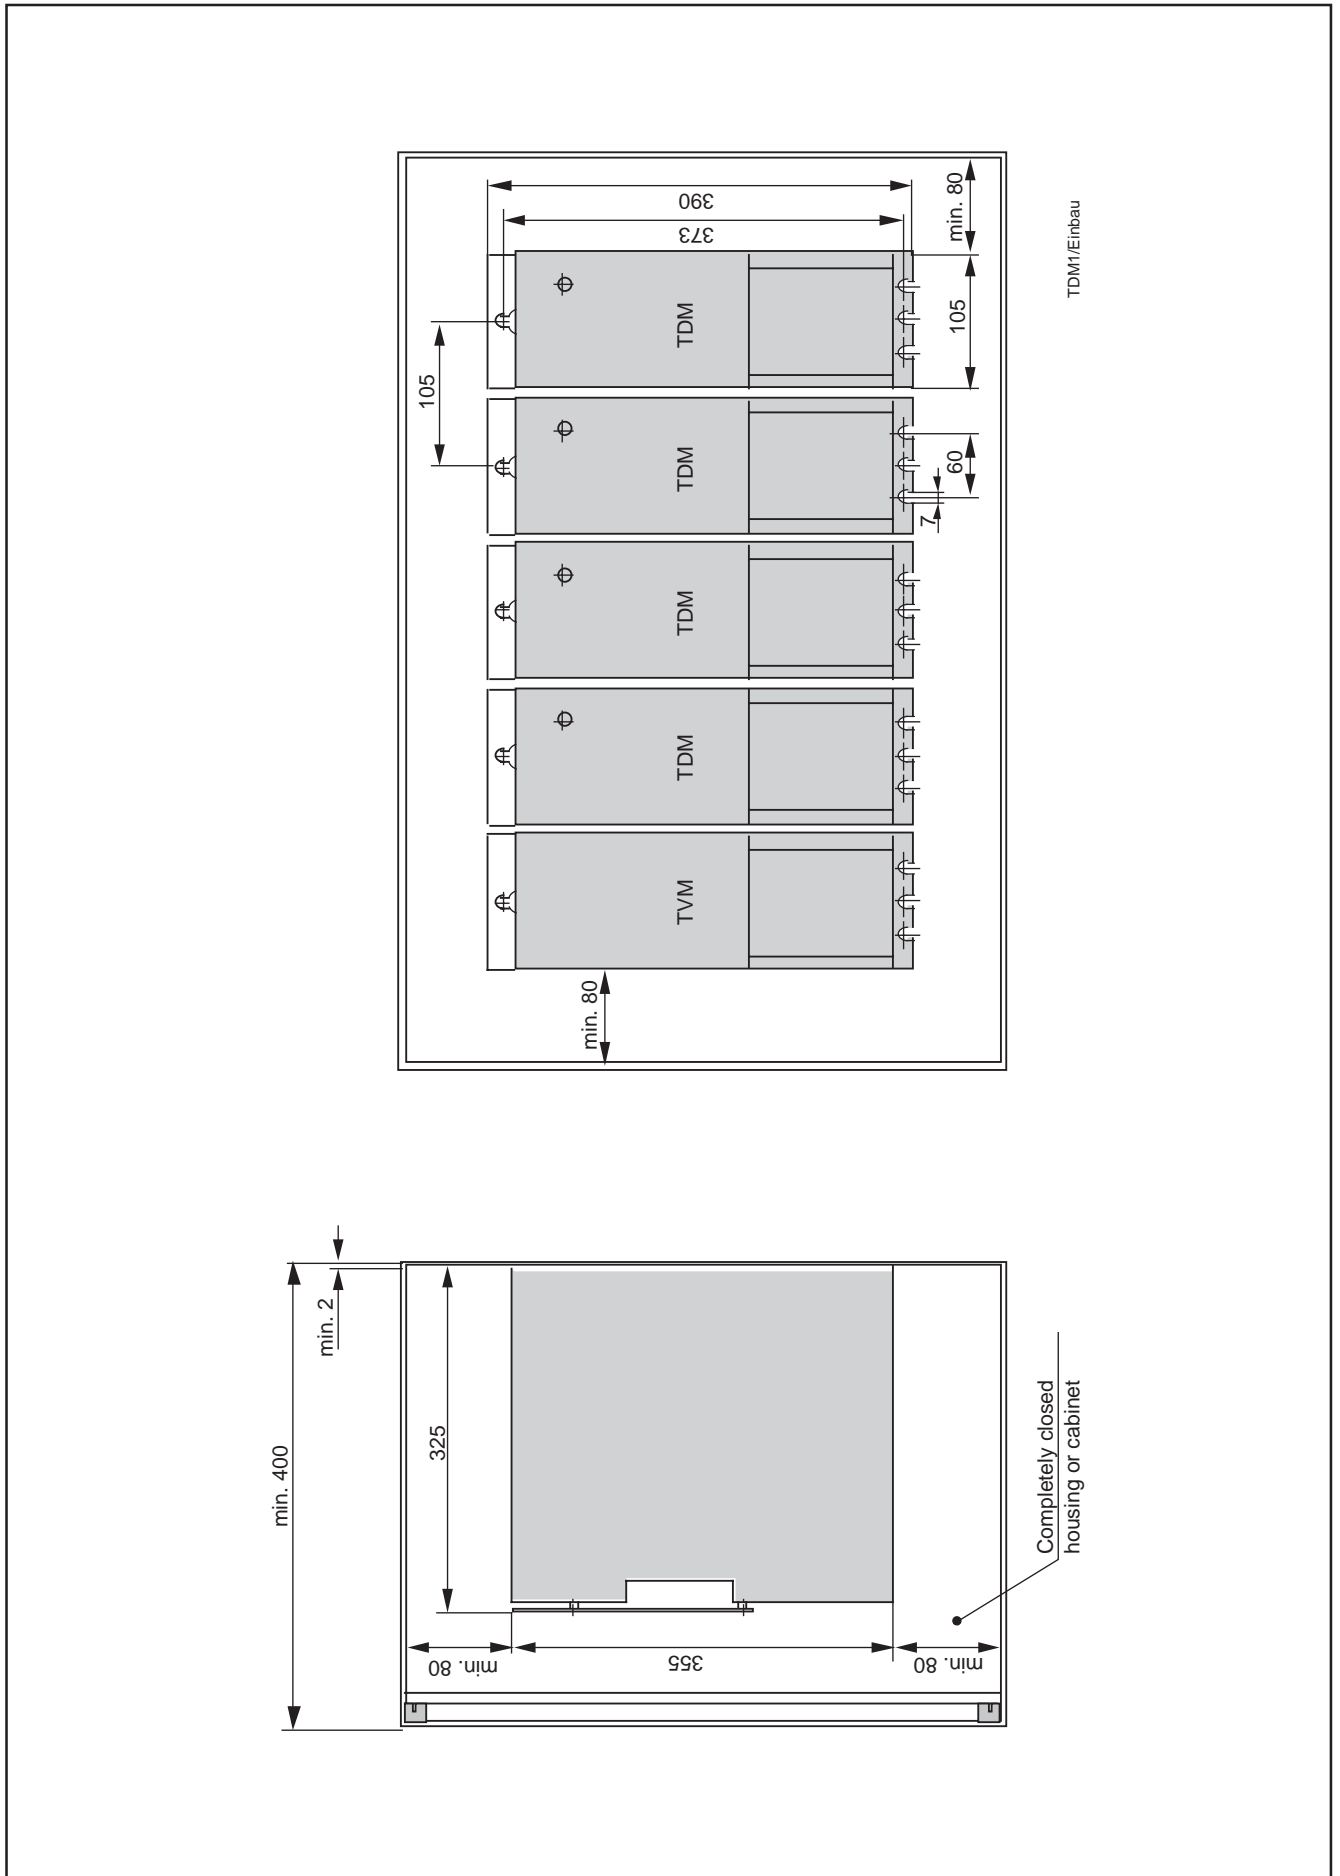 390
373
min. 80
105
105
TDM
TDM
TDM
TDM
TVM
60
7
min. 80
TDM1/Einbau
min. 400
min. 2
325
min. 80
355
min. 80
Completely closed
housing or cabinet